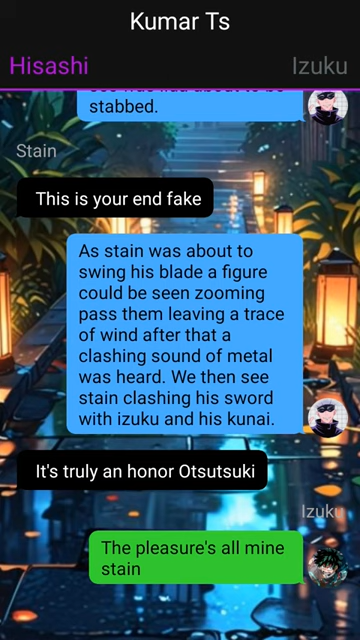 Kumar Ts
Hisashi
Izuku
stabbed.
Stain
This is your end fake
As stain was about to
swing his blade a figure
could be seen zooming
pass them leaving a trace
of wind after that a
clashing sound of metal
was heard. We then see
stain clashing his sword
with izuku and his kunai.
It's truly an honor Otsutsuki
Izuku
The pleasure's all mine
stain